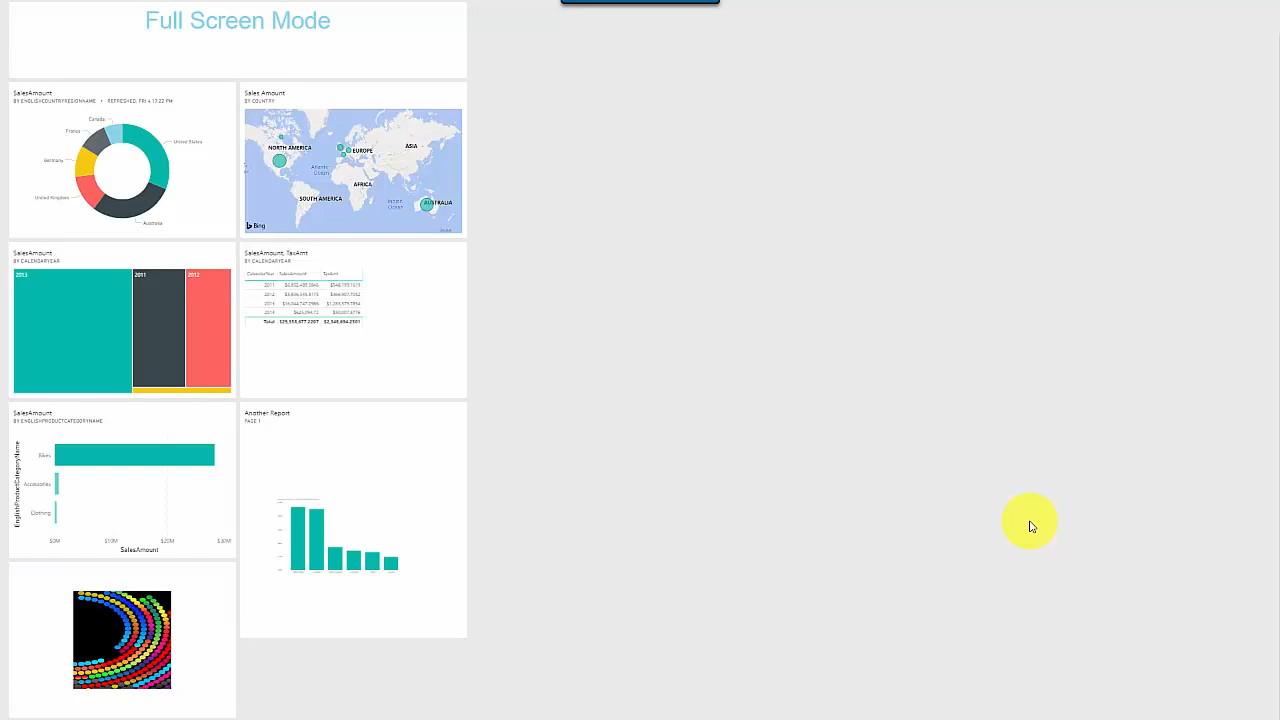 Full Screen Mode
SalesAmount
BY ENGLISHCOUNTRYREGIONNAME • REFRESHED: FRI 4 17:22 PM
Canada
France
United States
Germany
United Kingdom
Australia
Sales Amount
BY COUNTRY
NORTH AMERICA
EUROPE
ASIA
Atlantic
Ocean
AFRICA
SOUTH AMERICA
Indian
Ocean
AUSTRALIA
Bing
SalesAmount
BY CALENDARYEAR
2013
2011
2012
SalesAmount, TaxAmt
BY CALENDARYEAR
CalendarYear SalesAmount TaxAmt
2011
2012
2013
2014
Total
SalesAmount
BY ENGLISHPRODUCTCATEGORYNAME
EnglishProductCategoryName
Bikes
Accessories
Clothing
$0M $10M $20M $30M
SalesAmount
Another Report
PAGE 1